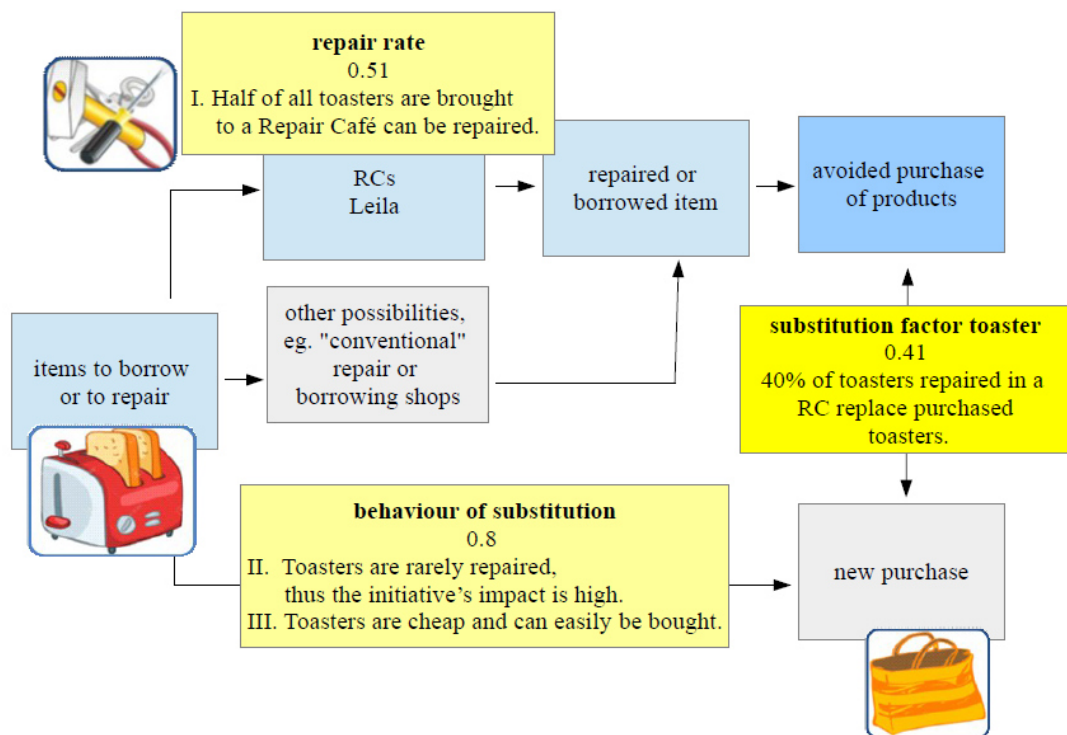 repair rate
0.51
I. Half of all toasters are brought
to a Repair Café can be repaired.
RCs
Leila
repaired or
borrowed item
avoided purchase
of products
items to borrow
or to repair
other possibilities,
eg. "conventional"
repair or
borrowing shops
substitution factor toaster
0.41
40% of toasters repaired in a
RC replace purchased
toasters.
behaviour of substitution
0.8
II. Toasters are rarely repaired,
thus the initiative's impact is high.
III. Toasters are cheap and can easily be bought.
new purchase